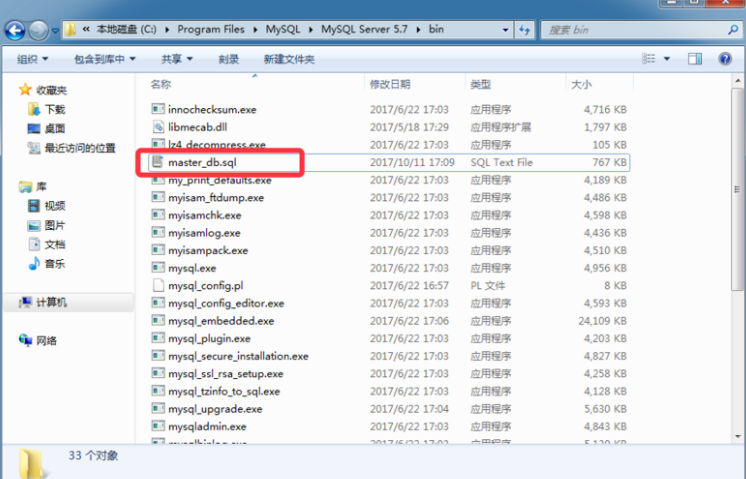 « 本地磁盘 (C:) ▸ Program Files ▸ MySQL ▸ MySQL Server 5.7 ▸ bin 搜索 bin
组织 ▼ 包含到库中 ▼ 共享 ▼ 刻录 新建文件夹
收藏夹
下载
桌面
最近访问的位置
库
视频
图片
文档
音乐
计算机
网络
名称 修改日期 类型 大小
innochecksum.exe 2017/6/22 17:03 应用程序 4,716 KB
libmecab.dll 2017/5/18 17:29 应用程序扩展 1,797 KB
lz4_decompress.exe 2017/6/22 17:03 应用程序 105 KB
master_db.sql 2017/10/11 17:09 SQL Text File 767 KB
my_print_defaults.exe 2017/6/22 17:03 应用程序 4,189 KB
myisam_ftdump.exe 2017/6/22 17:03 应用程序 4,486 KB
myisamchk.exe 2017/6/22 17:03 应用程序 4,598 KB
myisamlog.exe 2017/6/22 17:03 应用程序 4,436 KB
myisampack.exe 2017/6/22 17:03 应用程序 4,510 KB
mysql.exe 2017/6/22 17:03 应用程序 4,956 KB
mysql_config.pl 2017/6/22 16:57 PL 文件 8 KB
mysql_config_editor.exe 2017/6/22 17:03 应用程序 4,593 KB
mysql_embedded.exe 2017/6/22 17:06 应用程序 24,109 KB
mysql_plugin.exe 2017/6/22 17:03 应用程序 4,203 KB
mysql_secure_installation.exe 2017/6/22 17:03 应用程序 4,827 KB
mysql_ssl_rsa_setup.exe 2017/6/22 17:03 应用程序 4,258 KB
mysql_tzinfo_to_sql.exe 2017/6/22 17:03 应用程序 4,128 KB
mysql_upgrade.exe 2017/6/22 17:04 应用程序 5,630 KB
mysqladmin.exe 2017/6/22 17:03 应用程序 4,843 KB
33 个对象